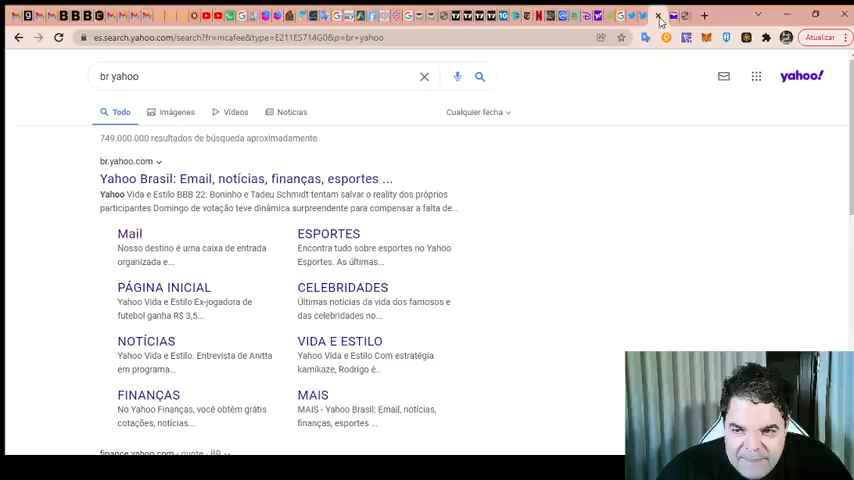 es.search.yahoo.com/search?fr=mcafee&type=E211ES714G0&p=br+yahoo
Atualizar
br yahoo
yahoo!
Todo
Imágenes
Vídeos
Noticias
Cualquier fecha
749.000.000 resultados de búsqueda aproximadamente
br.yahoo.com
Yahoo Brasil: Email, notícias, finanças, esportes ...
Yahoo Vida e Estilo BBB 22: Boninho e Tadeu Schmidt tentam salvar o reality dos próprios
participantes Domingo de votação teve dinâmica surpreendente para compensar a falta de...
Mail
Nosso destino é uma caixa de entrada
organizada e...
ESPORTES
Encontra tudo sobre esportes no Yahoo
Esportes. As últimas...
PÁGINA INICIAL
Yahoo Vida e Estilo Ex-jogadora de
futebol ganha R$ 3,5...
CELEBRIDADES
Últimas notícias da vida dos famosos e
das celebridades no...
NOTÍCIAS
Yahoo Vida e Estilo. Entrevista de Anitta
em programa...
VIDA E ESTILO
Yahoo Vida e Estilo Com estratégia
kamikaze, Rodrigo é...
FINANÇAS
No Yahoo Finanças, você obtém grátis
cotações, notícias...
MAIS
MAIS - Yahoo Brasil: Email, notícias,
finanças, esportes ...
finance.yahoo.com › quote › BR